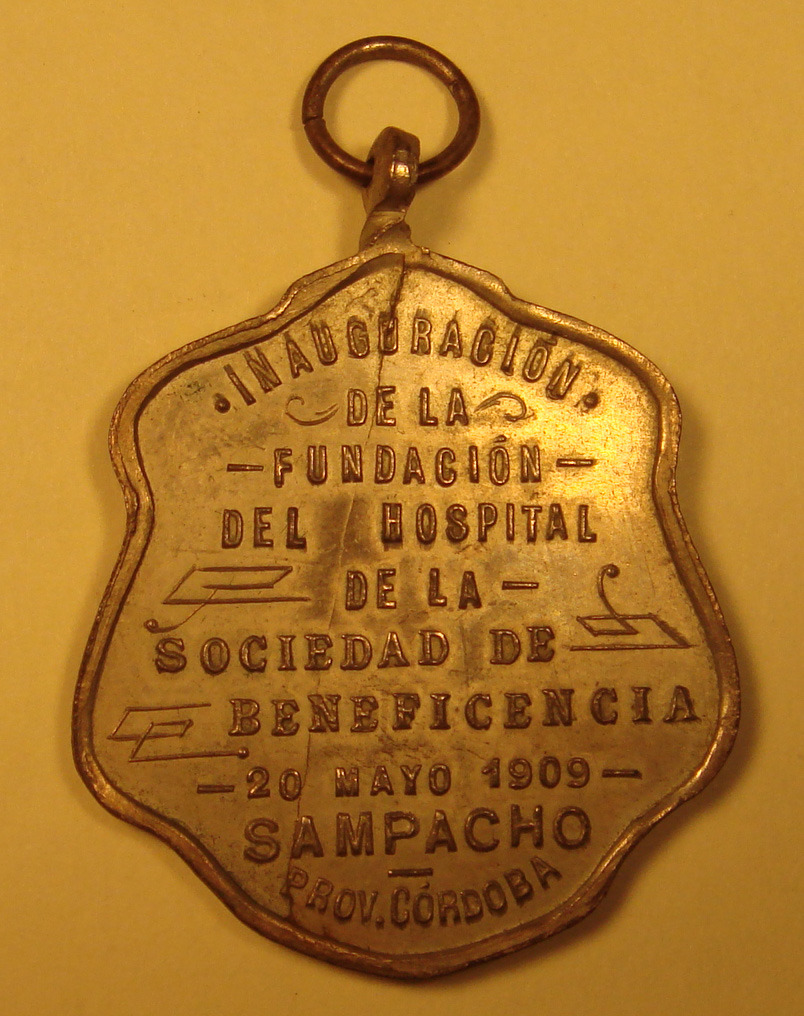 ·INAUGURACIÓN·
DE LA
—FUNDACIÓN—
DEL HOSPITAL
DE LA—
SOCIEDAD DE
BENEFICENCIA
—20 MAYO 1909—
SAMPACHO
—
PROV. CÓRDOBA